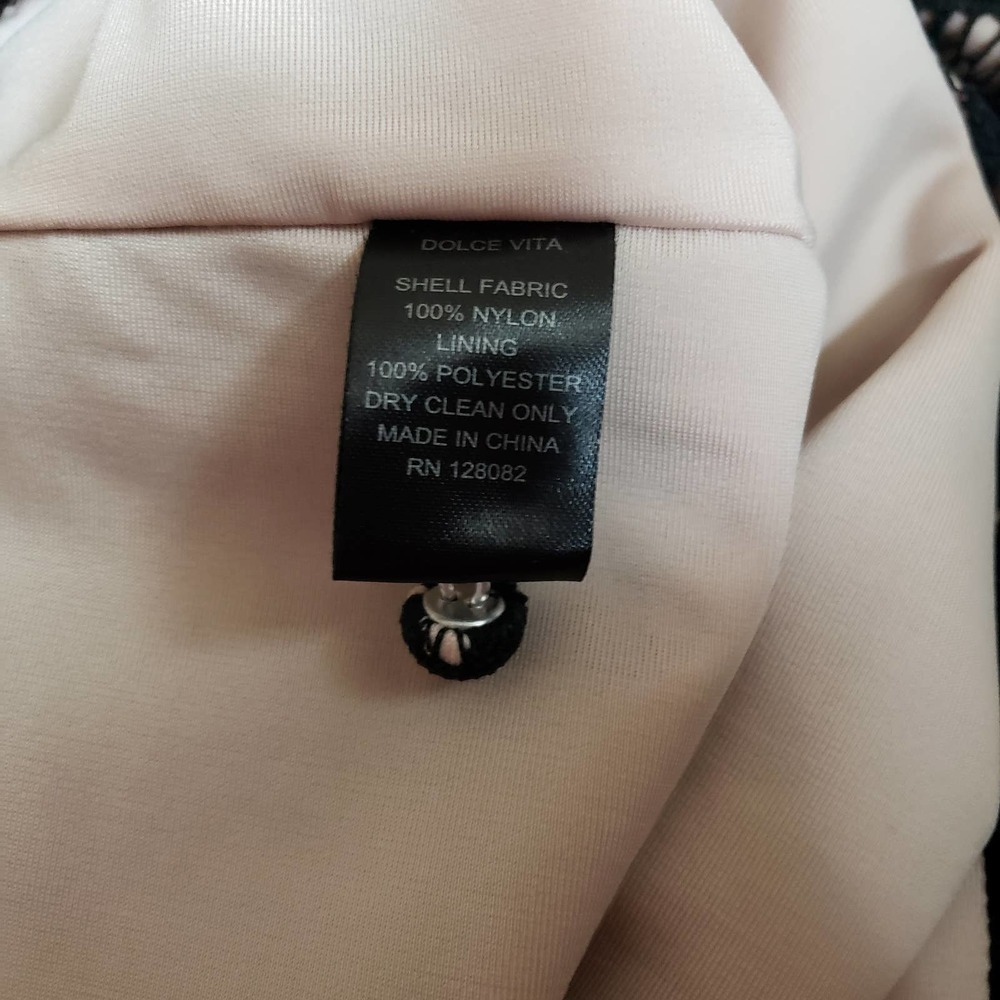 DOLCE VITA
SHELL FABRIC
100% NYLON
LINING
100% POLYESTER
DRY CLEAN ONLY
MADE IN CHINA
RN 128082